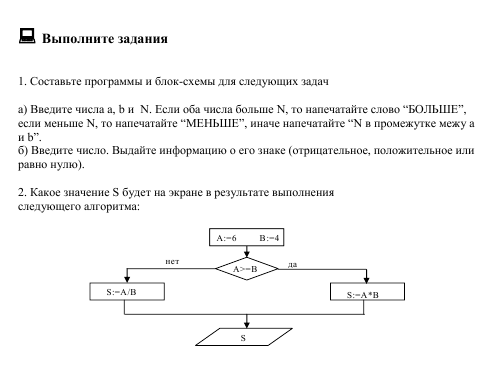 Выполните задания
1. Составьте программы и блок-схемы для следующих задач
а) Введите числа a, b и N. Если оба числа больше N, то напечатайте слово “БОЛЬШЕ”,
если меньше N, то напечатайте “МЕНЬШЕ”, иначе напечатайте “N в промежутке межу a
и b”.
б) Введите число. Выдайте информацию о его знаке (отрицательное, положительное или
равно нулю).
2. Какое значение S будет на экране в результате выполнения
следующего алгоритма:
A:=6 B:=4
нет да
A>=B
S:=A/B S:=A*B
S